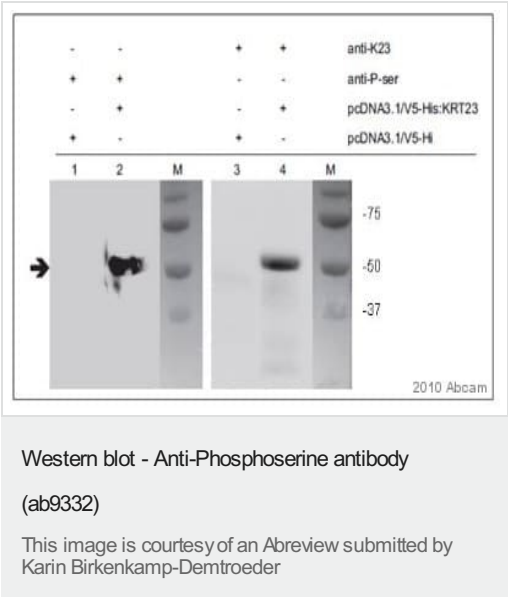 - - + + anti-K23
+ + - - anti-P-ser
- + - + pcDNA3.1/V5-His:KRT23
+ - + - pcDNA3.1/V5-Hi
1 2 M 3 4 M
-75
-50
-37
2010 Abcam
Western blot - Anti-Phosphoserine antibody
(ab9332)
This image is courtesy of an Abreview submitted by
Karin Birkenkamp-Demtroeder